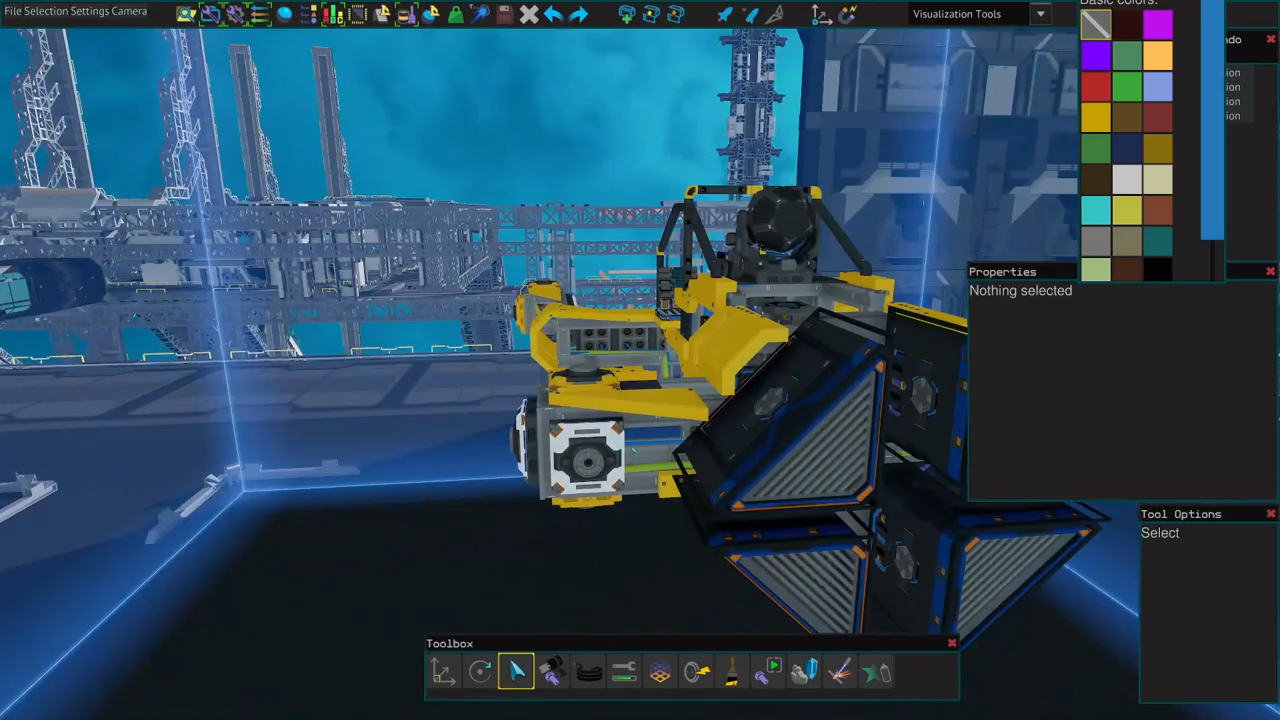 File Selection Settings Camera
Visualization Tools
Basic colors:
Properties
Nothing selected
Tool Options
Select
Toolbox